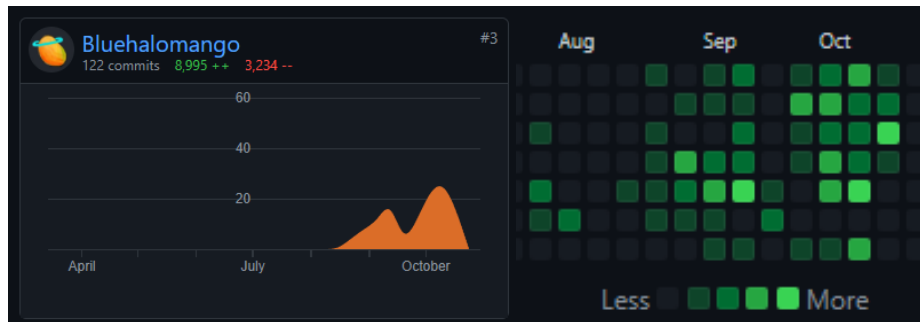 Bluehalomango
#3
122 commits 8,995 ++ 3,234 --
60
40
20
April July October
Aug Sep Oct
Less More